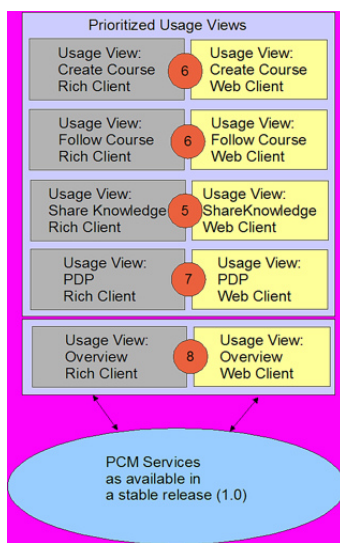 Prioritized Usage Views
Usage View:
Create Course
Rich Client
6
Usage View:
Create Course
Web Client
Usage View:
Follow Course
Rich Client
6
Usage View:
Follow Course
Web Client
Usage View:
Share Knowledge
Rich Client
5
Usage View:
ShareKnowledge
Web Client
Usage View:
PDP
Rich Client
7
Usage View:
PDP
Web Client
Usage View:
Overview
Rich Client
8
Usage View:
Overview
Web Client
PCM Services
as available in
a stable release (1.0)